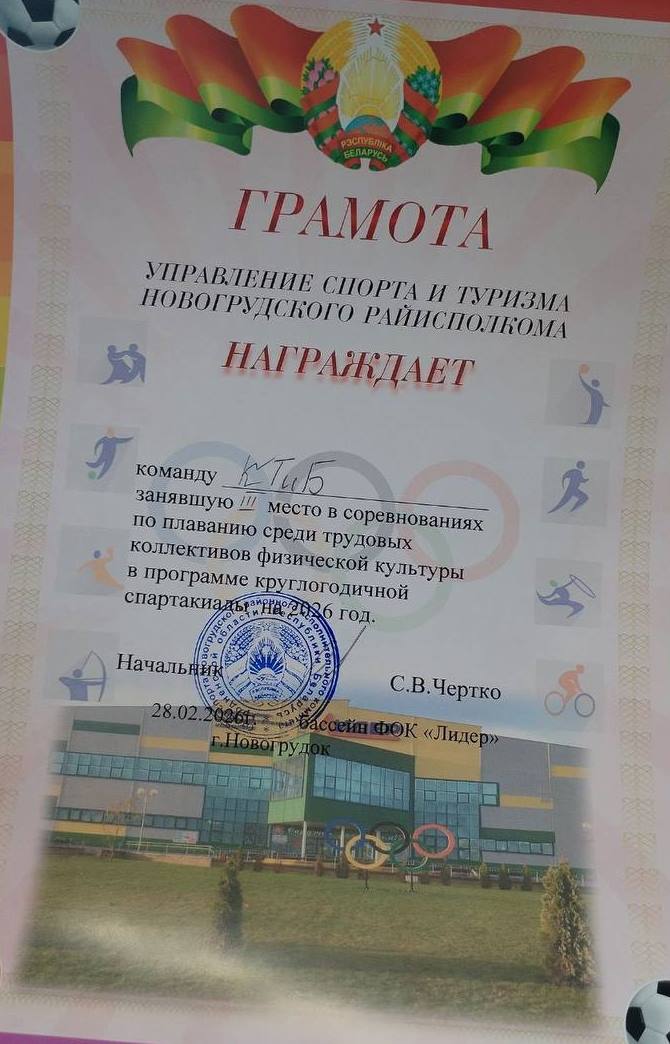 РЭСПУБЛІКА
БЕЛАРУСЬ
ГРАМОТА
УПРАВЛЕНИЕ СПОРТА И ТУРИЗМА
НОВОГРУДСКОГО РАЙИСПОЛКОМА
НАГРАЖДАЕТ
команду КТиБ
занявшую III место в соревнованиях
по плаванию среди трудовых
коллективов физической культуры
в программе круглогодичной
спартакиады на 2026 год.
Начальник
С.В.Чертко
28.02.2026г. бассейн ФОК «Лидер»
г.Новогрудок